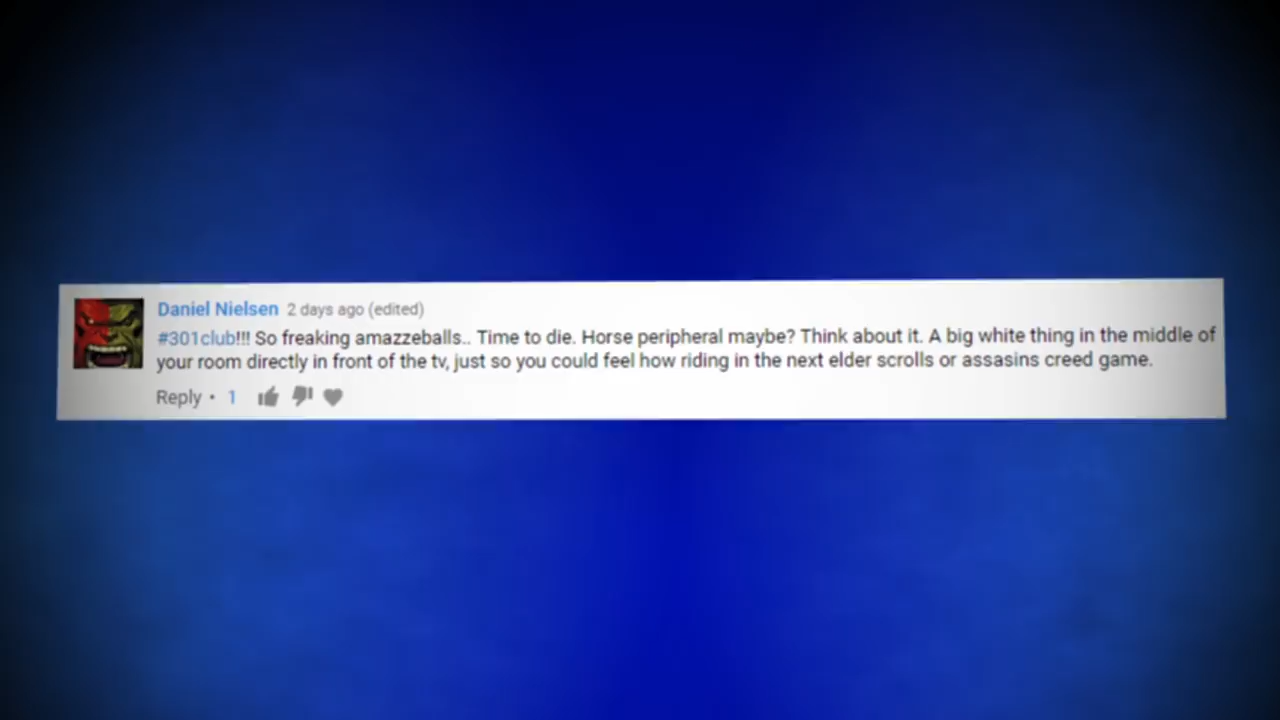 Daniel Nielsen 2 days ago (edited)
#301club!!! So freaking amazzeballs.. Time to die. Horse peripheral maybe? Think about it. A big white thing in the middle of
your room directly in front of the tv, just so you could feel how riding in the next elder scrolls or assasins creed game.
Reply • 1